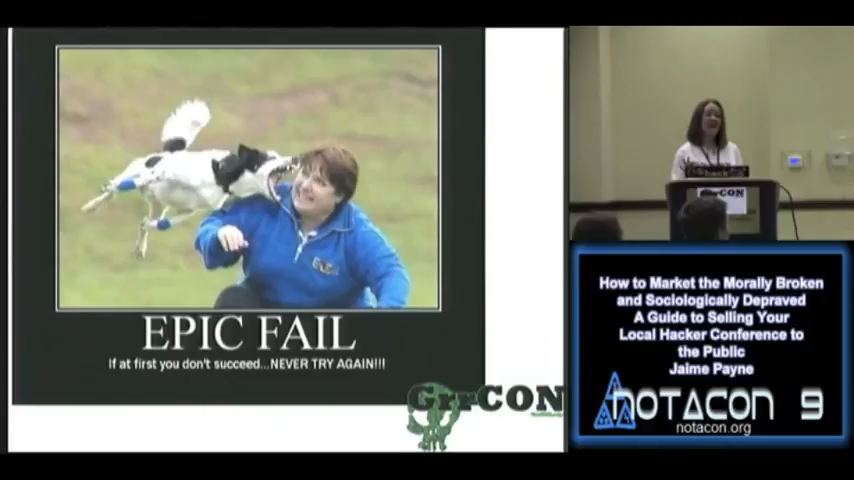 EPIC FAIL
If at first you don't succeed...NEVER TRY AGAIN!!!
GrrCON
GrrCON
How to Market the Morally Broken
and Sociologically Depraved
A Guide to Selling Your
Local Hacker Conference to
the Public
Jaime Payne
NOTACON 9
notacon.org